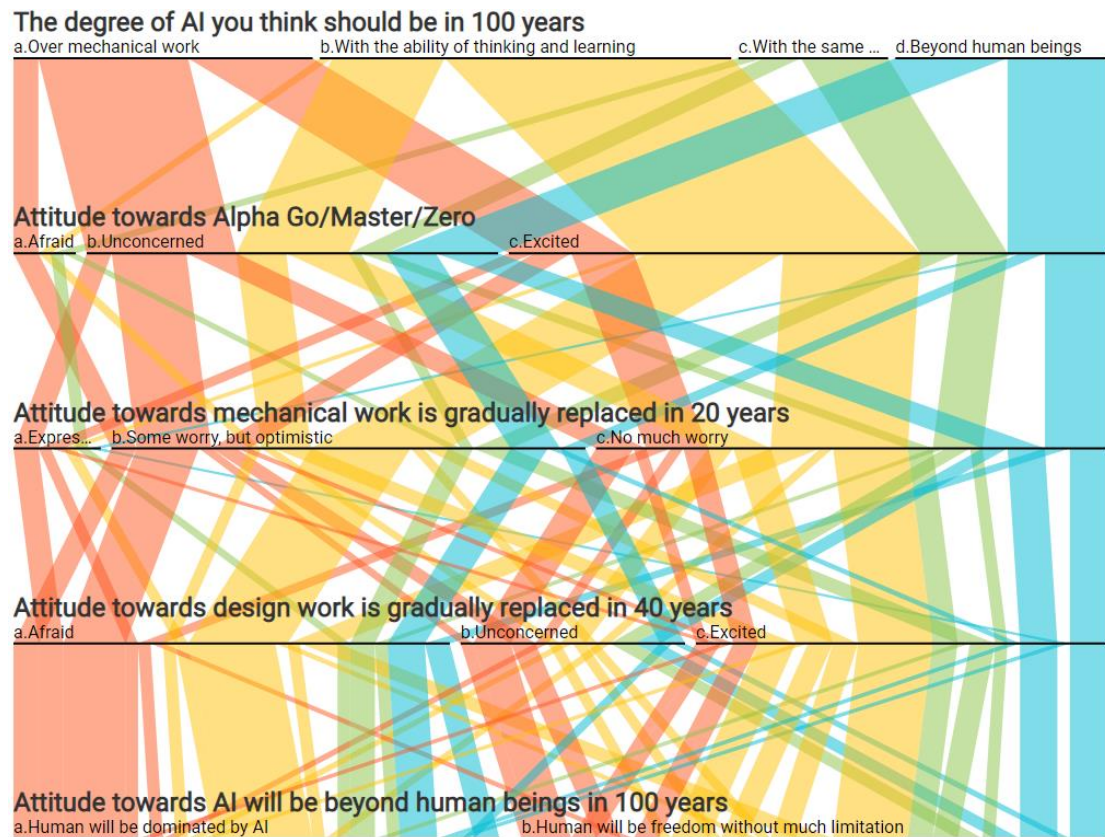 The degree of AI you think should be in 100 years
a.Over mechanical work b.With the ability of thinking and learning c.With the same ... d.Beyond human beings
Attitude towards Alpha Go/Master/Zero
a.Afraid b.Unconcerned c.Excited
Attitude towards mechanical work is gradually replaced in 20 years
a.Expres... b.Some worry, but optimistic c.No much worry
Attitude towards design work is gradually replaced in 40 years
a.Afraid b.Unconcerned c.Excited
Attitude towards AI will be beyond human beings in 100 years
a.Human will be dominated by AI b.Human will be freedom without much limitation